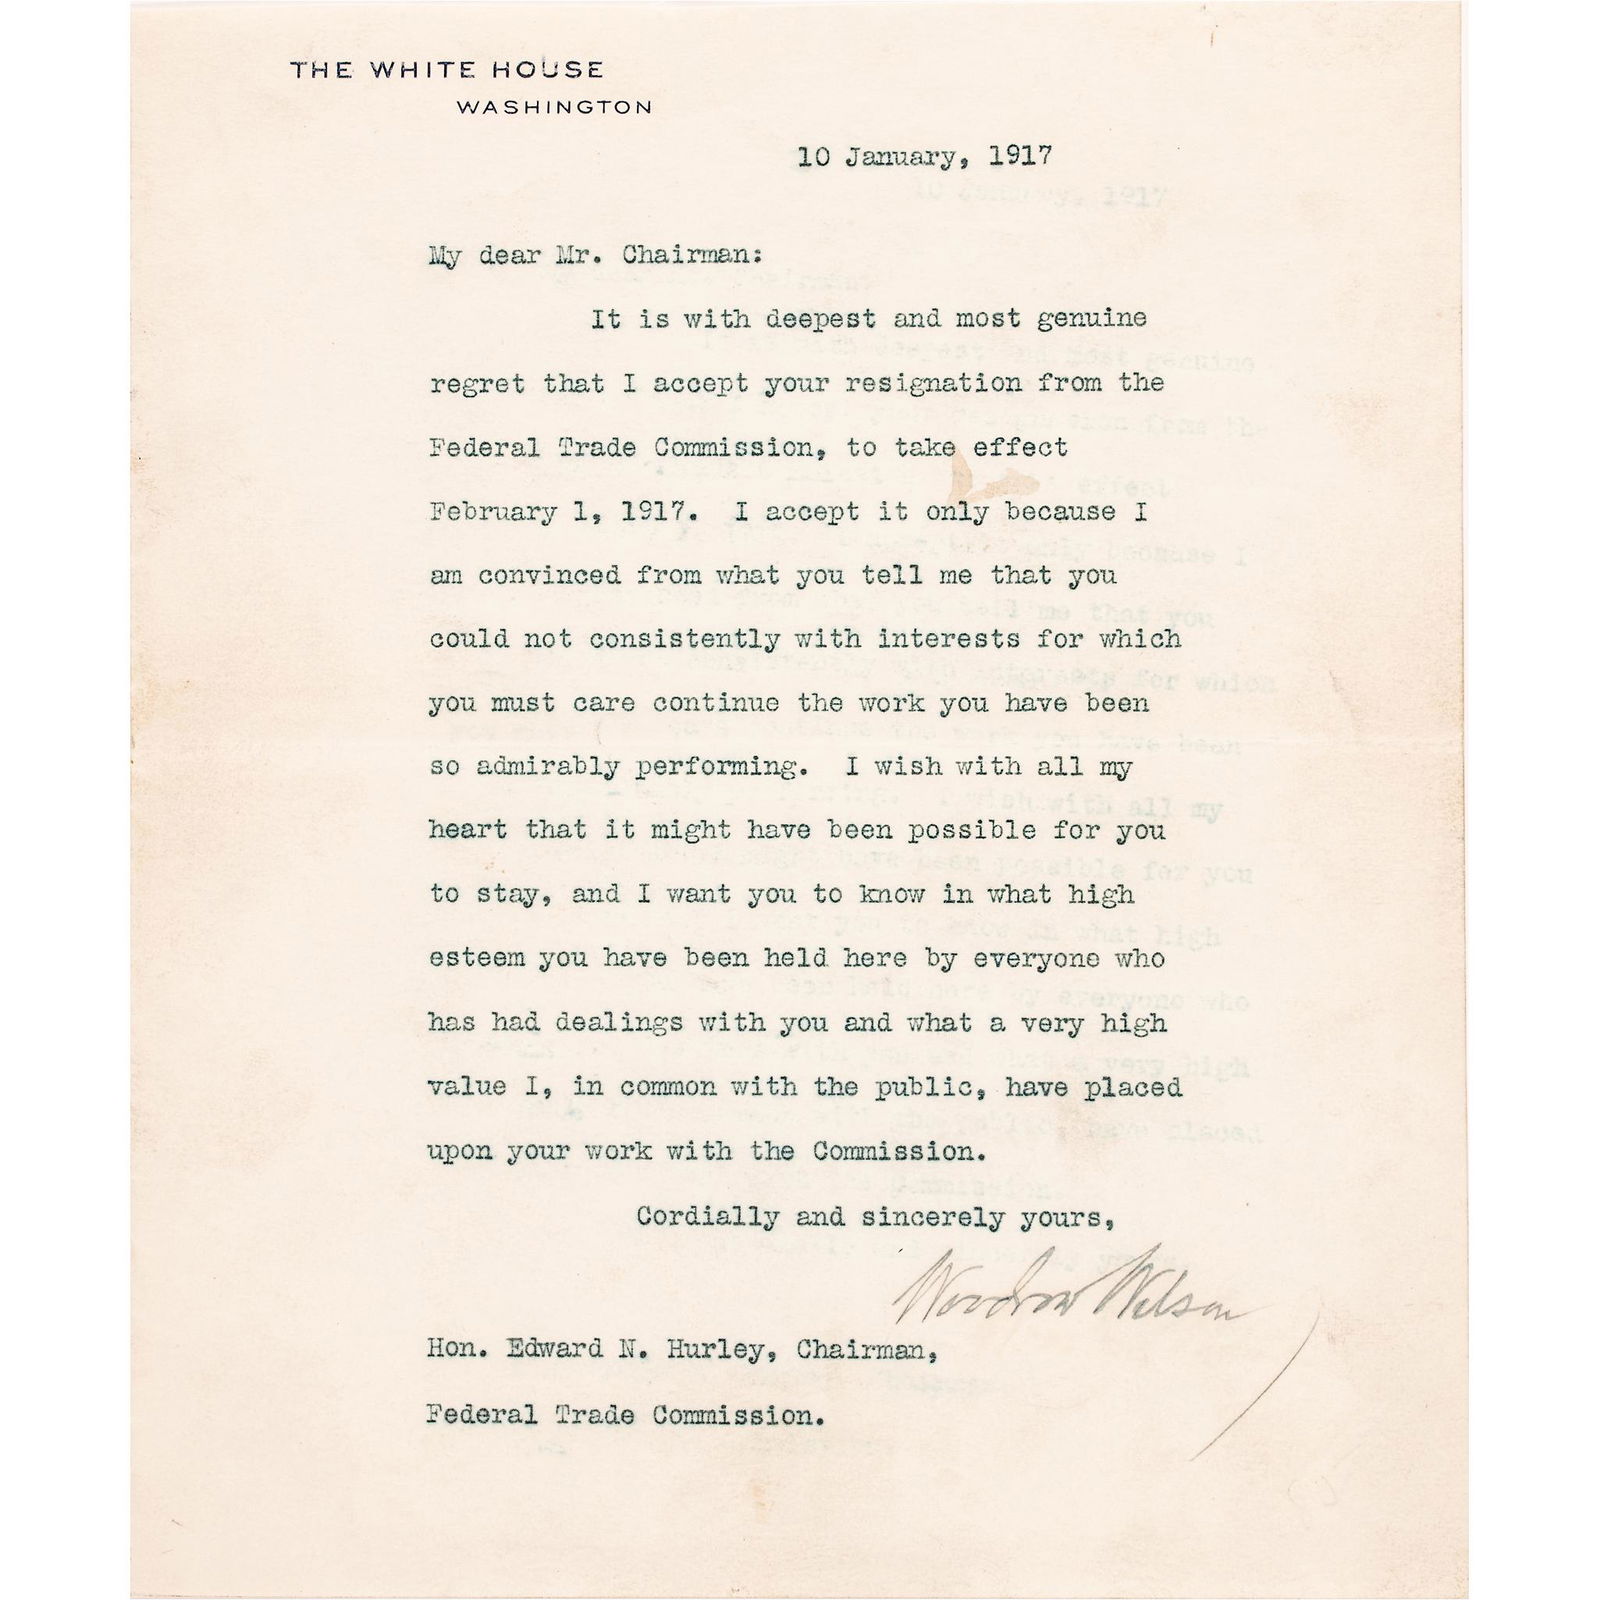 THE WHITE HOUSE
WASHINGTON
10 January, 1917
My dear Mr. Chairman:
It is with deepest and most genuine
regret that I accept your resignation from the
Federal Trade Commission, to take effect
February 1, 1917. I accept it only because I
am convinced from what you tell me that you
could not consistently with interests for which
you must care continue the work you have been
so admirably performing. I wish with all my
heart that it might have been possible for you
to stay, and I want you to know in what high
esteem you have been held here by everyone who
has had dealings with you and what a very high
value I, in common with the public, have placed
upon your work with the Commission.
Cordially and sincerely yours,
Woodrow Wilson
Hon. Edward N. Hurley, Chairman,
Federal Trade Commission.